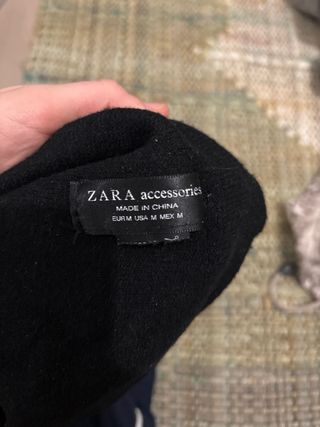 ZARA accessories
MADE IN CHINA
EUR M USA M MEX M